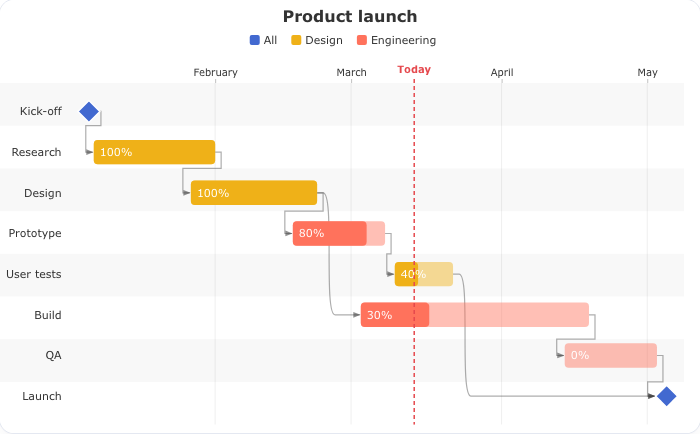 Product launch
All Design Engineering
February March Today April May
Kick-off
Research 100%
Design 100%
Prototype 80%
User tests 40%
Build 30%
QA 0%
Launch